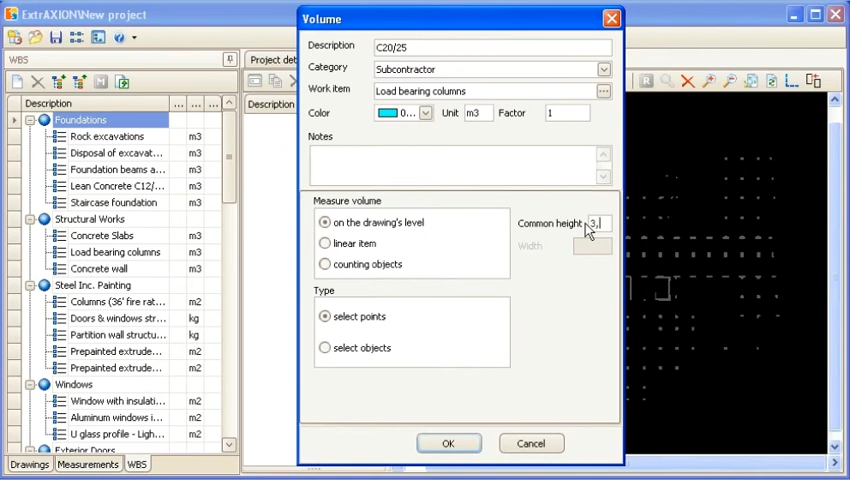 ExtrAXION\New project
Volume
WBS
Project det
Description
Description
... ... ...
Foundations
Rock excavations m3
Disposal of excavat... m3
Foundation beams a m3
Lean Concrete C12/... m3
Staircase foundation m3
Structural Works
Concrete Slabs m3
Load bearing columns m3
Concrete wall m3
Steel Inc. Painting
Columns (36' fire rat... m2
Doors & windows str... kg
Partition wall structu... kg
Prepainted extrude... m2
Prepainted extrude... m2
Windows
Window with insulati... m2
Aluminum windows i... m2
U glass profile - Ligh... m2
Exterior Doors
Drawings Measurements WBS
Description C20/25
Category Subcontractor
Work item Load bearing columns ...
Color 0... Unit m3 Factor 1
Notes
Measure volume
on the drawing's level
linear item
counting objects
Common height 3,
Width
Type
select points
select objects
OK Cancel
R